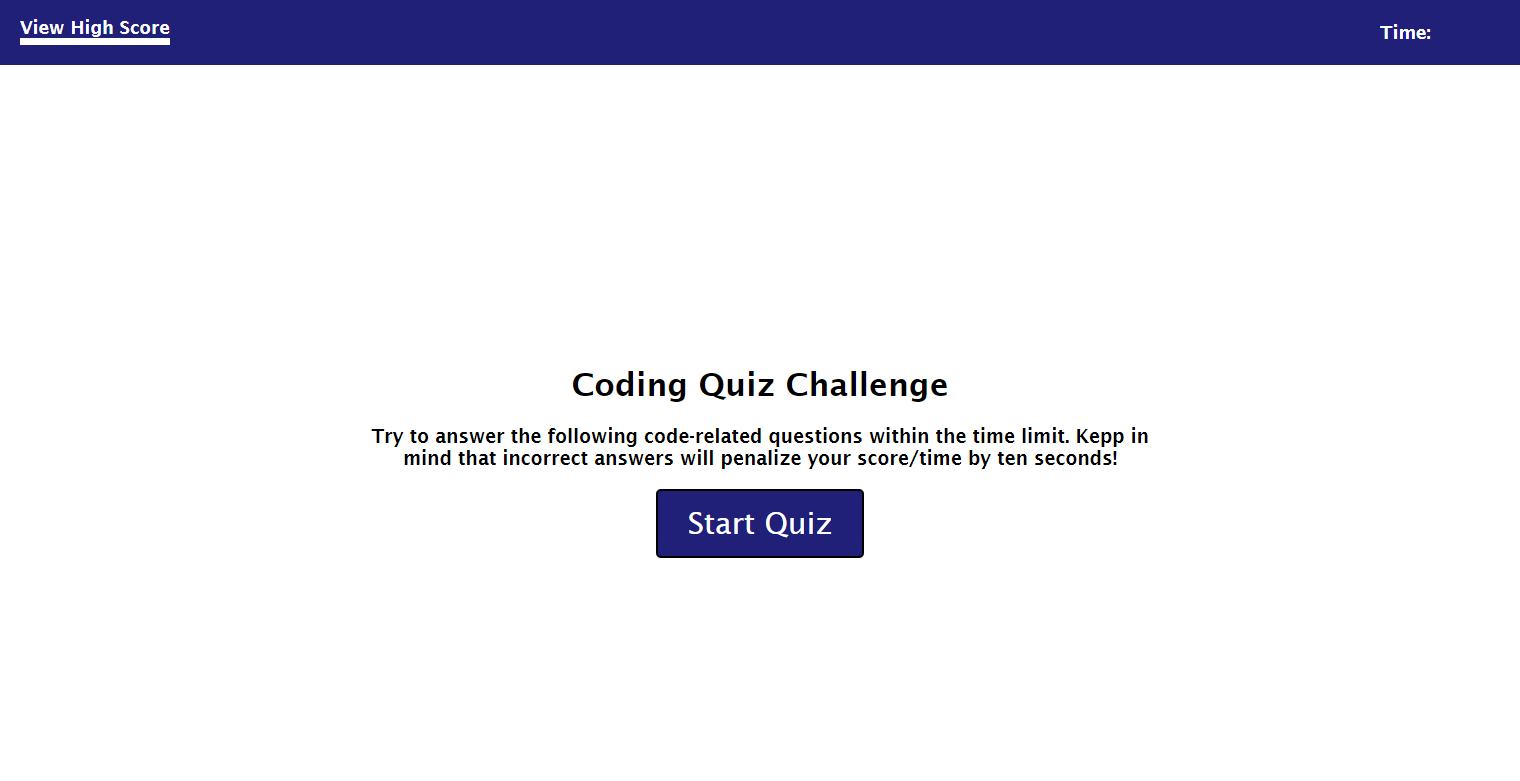 View High Score
Time:
Coding Quiz Challenge
Try to answer the following code-related questions within the time limit. Kepp in
mind that incorrect answers will penalize your score/time by ten seconds!
Start Quiz